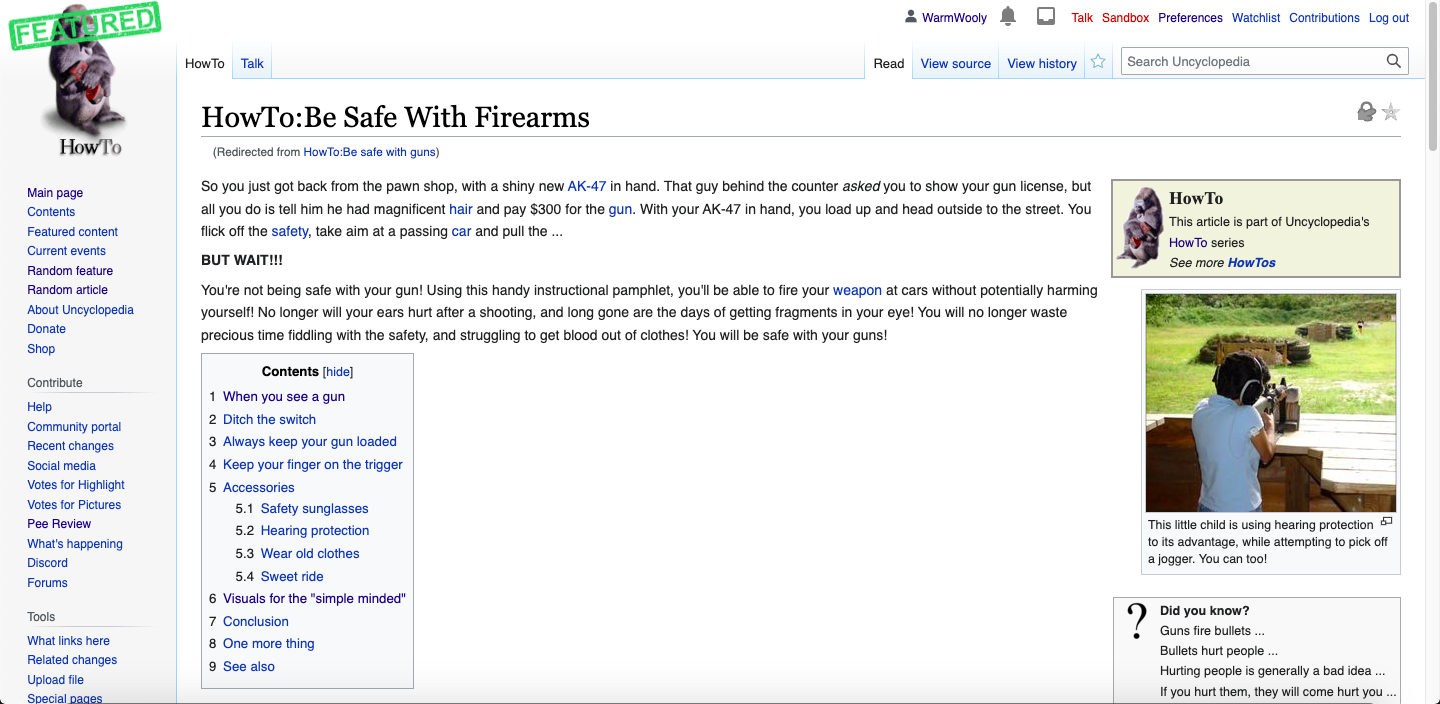 FEATURED
HowTo
WarmWooly Talk Sandbox Preferences Watchlist Contributions Log out
HowTo Talk Read View source View history Search Uncyclopedia
HowTo:Be Safe With Firearms
(Redirected from HowTo:Be safe with guns)
So you just got back from the pawn shop, with a shiny new AK-47 in hand. That guy behind the counter asked you to show your gun license, but
all you do is tell him he had magnificent hair and pay $300 for the gun. With your AK-47 in hand, you load up and head outside to the street. You
flick off the safety, take aim at a passing car and pull the ...
BUT WAIT!!!
You're not being safe with your gun! Using this handy instructional pamphlet, you'll be able to fire your weapon at cars without potentially harming
yourself! No longer will your ears hurt after a shooting, and long gone are the days of getting fragments in your eye! You will no longer waste
precious time fiddling with the safety, and struggling to get blood out of clothes! You will be safe with your guns!
Contents [hide]
1 When you see a gun
2 Ditch the switch
3 Always keep your gun loaded
4 Keep your finger on the trigger
5 Accessories
5.1 Safety sunglasses
5.2 Hearing protection
5.3 Wear old clothes
5.4 Sweet ride
6 Visuals for the "simple minded"
7 Conclusion
8 One more thing
9 See also
HowTo
This article is part of Uncyclopedia's
HowTo series
See more HowTos
This little child is using hearing protection
to its advantage, while attempting to pick off
a jogger. You can too!
? Did you know?
Guns fire bullets ...
Bullets hurt people ...
Hurting people is generally a bad idea ...
If you hurt them, they will come hurt you ...
Main page
Contents
Featured content
Current events
Random feature
Random article
About Uncyclopedia
Donate
Shop
Contribute
Help
Community portal
Recent changes
Social media
Votes for Highlight
Votes for Pictures
Pee Review
What's happening
Discord
Forums
Tools
What links here
Related changes
Upload file
Special pages